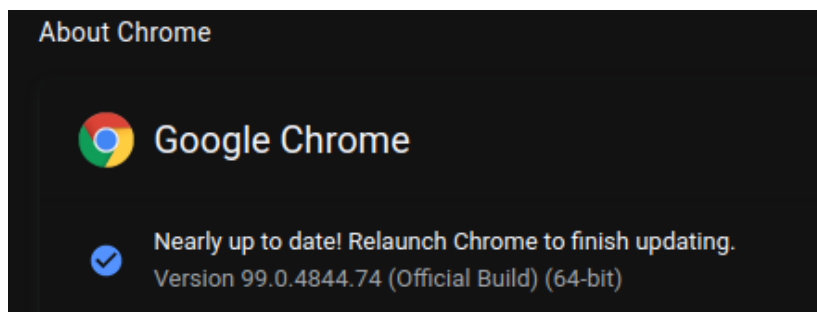 About Chrome
Google Chrome
Nearly up to date! Relaunch Chrome to finish updating.
Version 99.0.4844.74 (Official Build) (64-bit)